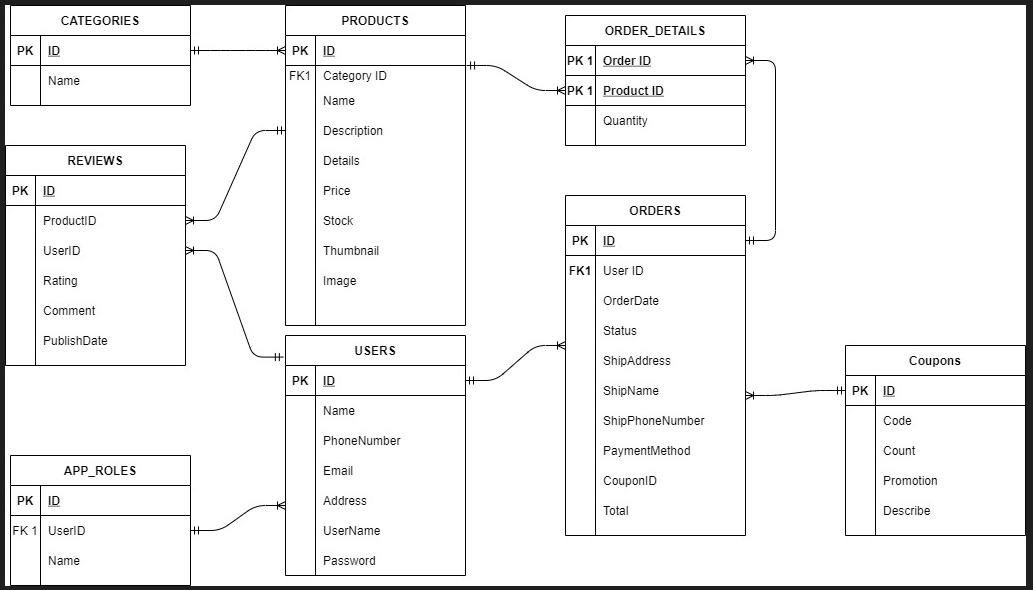 CATEGORIES
PK ID
Name
PRODUCTS
PK ID
FK1 Category ID
Name
Description
Details
Price
Stock
Thumbnail
Image
ORDER_DETAILS
PK 1 Order ID
PK 1 Product ID
Quantity
REVIEWS
PK ID
ProductID
UserID
Rating
Comment
PublishDate
ORDERS
PK ID
FK1 User ID
OrderDate
Status
ShipAddress
ShipName
ShipPhoneNumber
PaymentMethod
CouponID
Total
USERS
PK ID
Name
PhoneNumber
Email
Address
UserName
Password
Coupons
PK ID
Code
Count
Promotion
Describe
APP_ROLES
PK ID
FK 1 UserID
Name